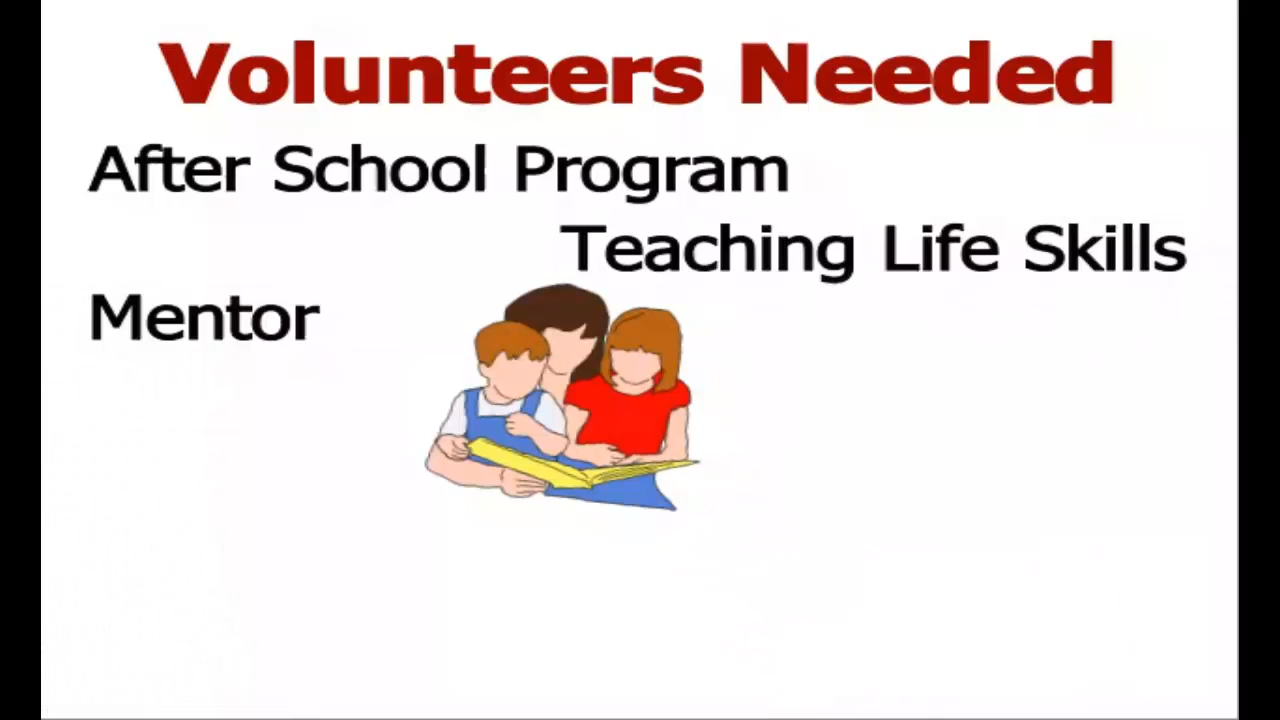 Volunteers Needed
After School Program
Teaching Life Skills
Mentor